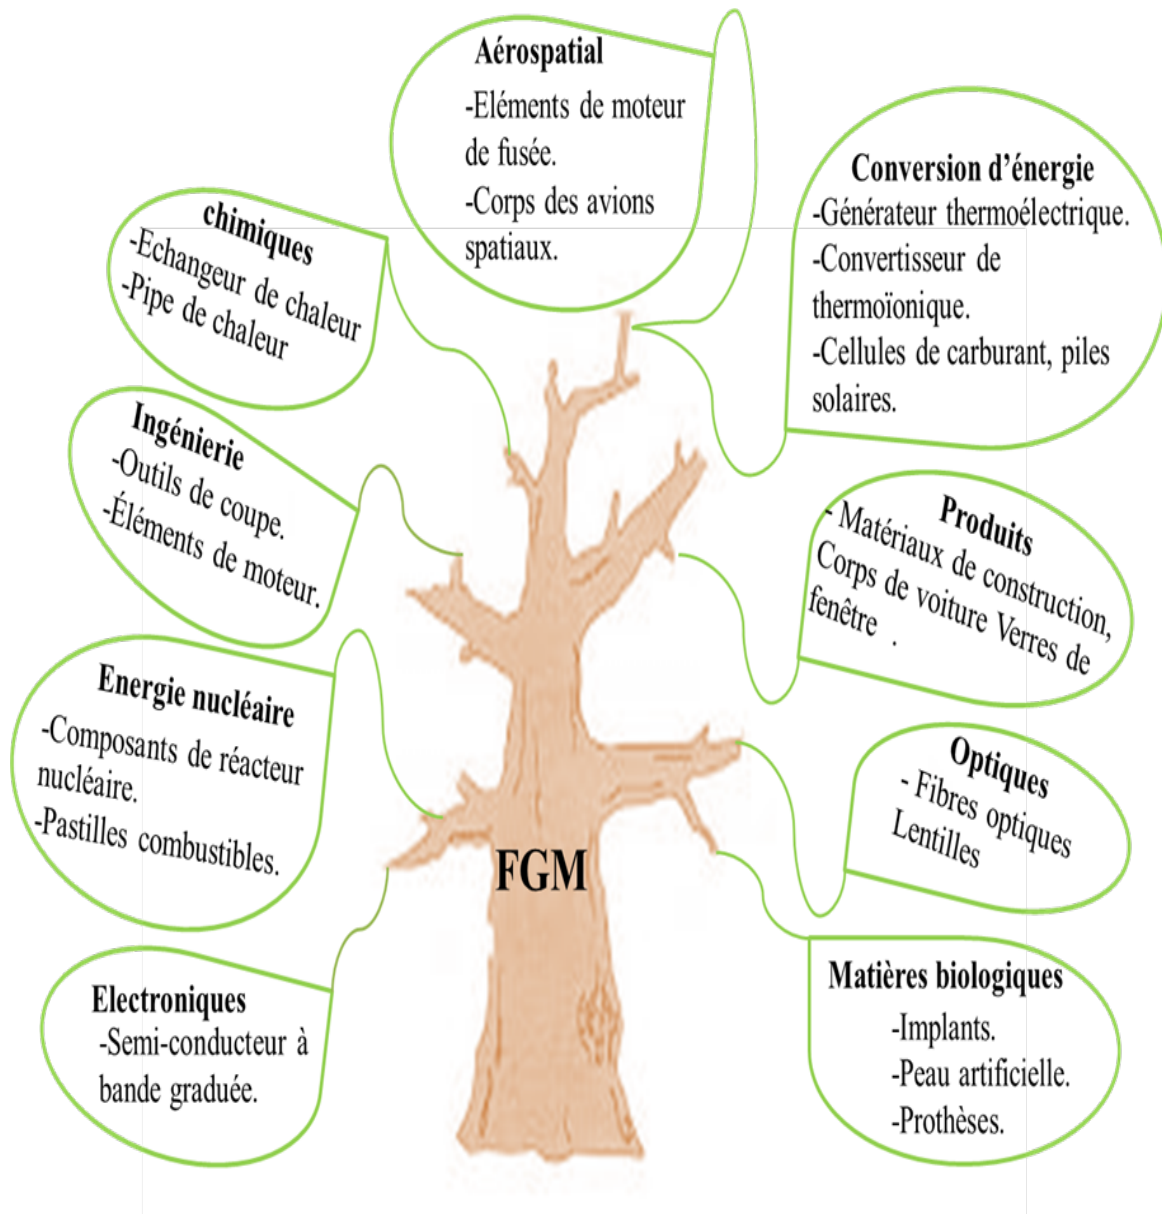 Aérospatial
-Eléments de moteur
de fusée.
-Corps des avions
spatiaux.
Conversion d’énergie
-Générateur thermoélectrique.
-Convertisseur de
thermoïonique.
-Cellules de carburant, piles
solaires.
chimiques
-Echangeur de chaleur
-Pipe de chaleur
Ingénierie
-Outils de coupe.
-Éléments de moteur.
Produits
- Matériaux de construction,
Corps de voiture Verres de
fenêtre .
Energie nucléaire
-Composants de réacteur
nucléaire.
-Pastilles combustibles.
Optiques
- Fibres optiques
Lentilles
FGM
Electroniques
-Semi-conducteur à
bande graduée.
Matières biologiques
-Implants.
-Peau artificielle.
-Prothèses.